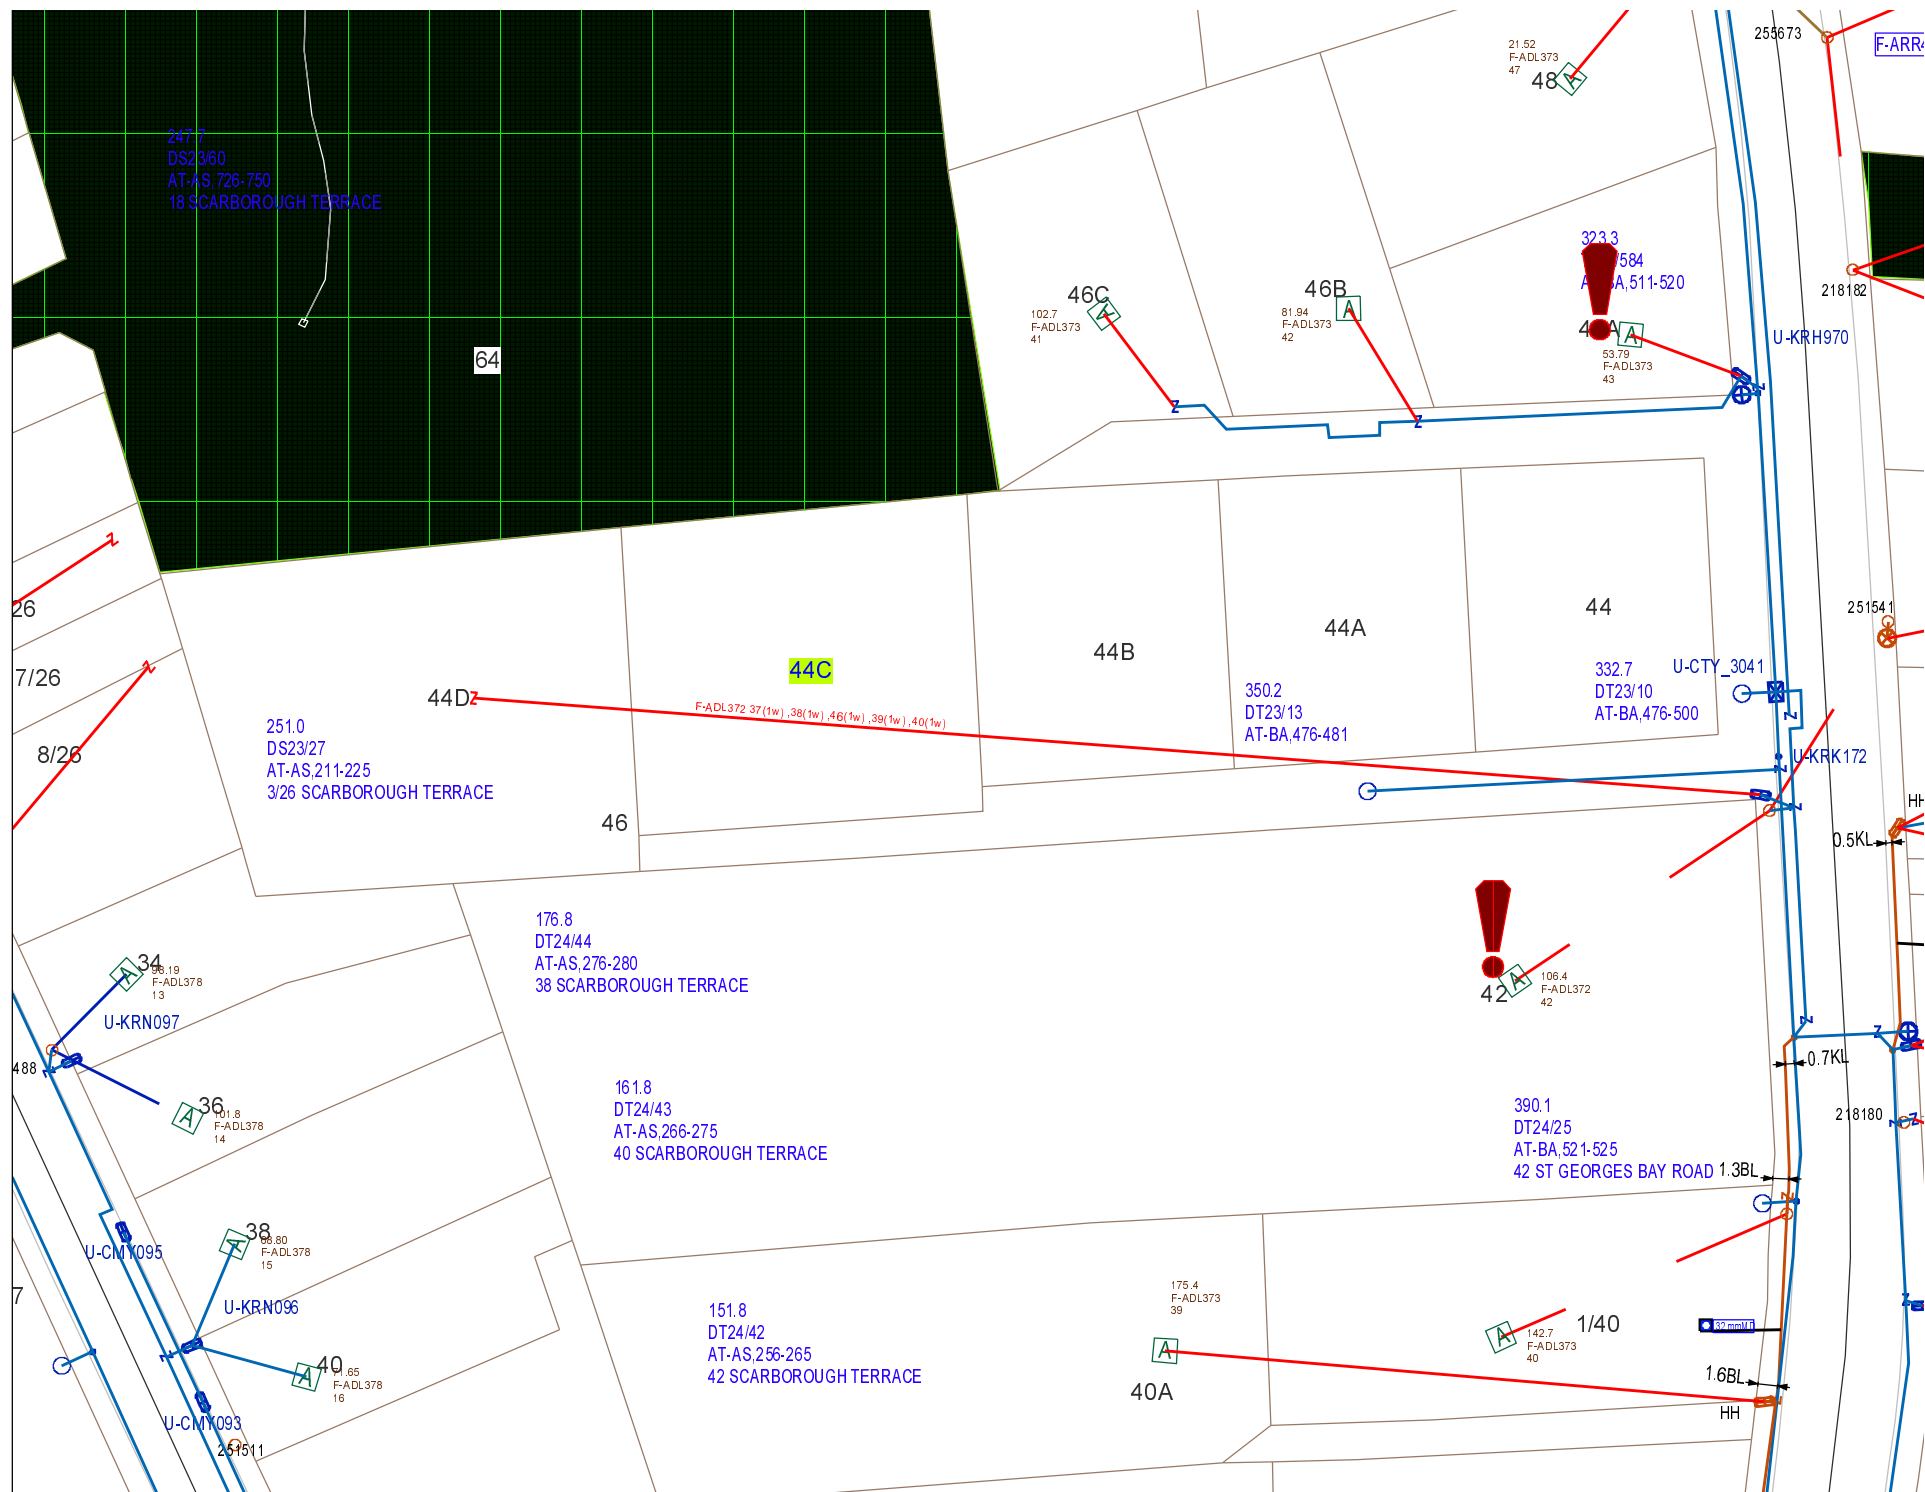 255673
F-ARR4
21.52
F-ADL373
47
48
247.7
DS23/60
AT-AS,726-750
18 SCARBOROUGH TERRACE
323.3
/584
BA,511-520
46C
102.7
F-ADL373
41
46B
81.94
F-ADL373
42
53.79
F-ADL373
43
218182
U-KRH970
64
251541
26
44
44A
44B
44C
44D
7/26
8/26
F-ADL372 37(1w) ,38(1w) ,46(1w) ,39(1w) ,40(1w)
332.7
DT23/10
AT-BA,476-500
U-CTY_3041
350.2
DT23/13
AT-BA,476-481
251.0
DS23/27
AT-AS,211-225
3/26 SCARBOROUGH TERRACE
U-KRK172
46
HH
0.5KL
176.8
DT24/44
AT-AS,276-280
38 SCARBOROUGH TERRACE
34
98.19
F-ADL378
13
106.4
F-ADL372
42
42
U-KRN097
488
0.7KL
36
101.8
F-ADL378
14
161.8
DT24/43
AT-AS,266-275
40 SCARBOROUGH TERRACE
218180
390.1
DT24/25
AT-BA,521-525
42 ST GEORGES BAY ROAD
1.3BL
38
68.80
F-ADL378
15
U-CMY095
7
U-KRN096
175.4
F-ADL373
39
151.8
DT24/42
AT-AS,256-265
42 SCARBOROUGH TERRACE
142.7
F-ADL373
40
1/40
40
71.65
F-ADL378
16
40A
1.6BL
HH
U-CMY093
251511